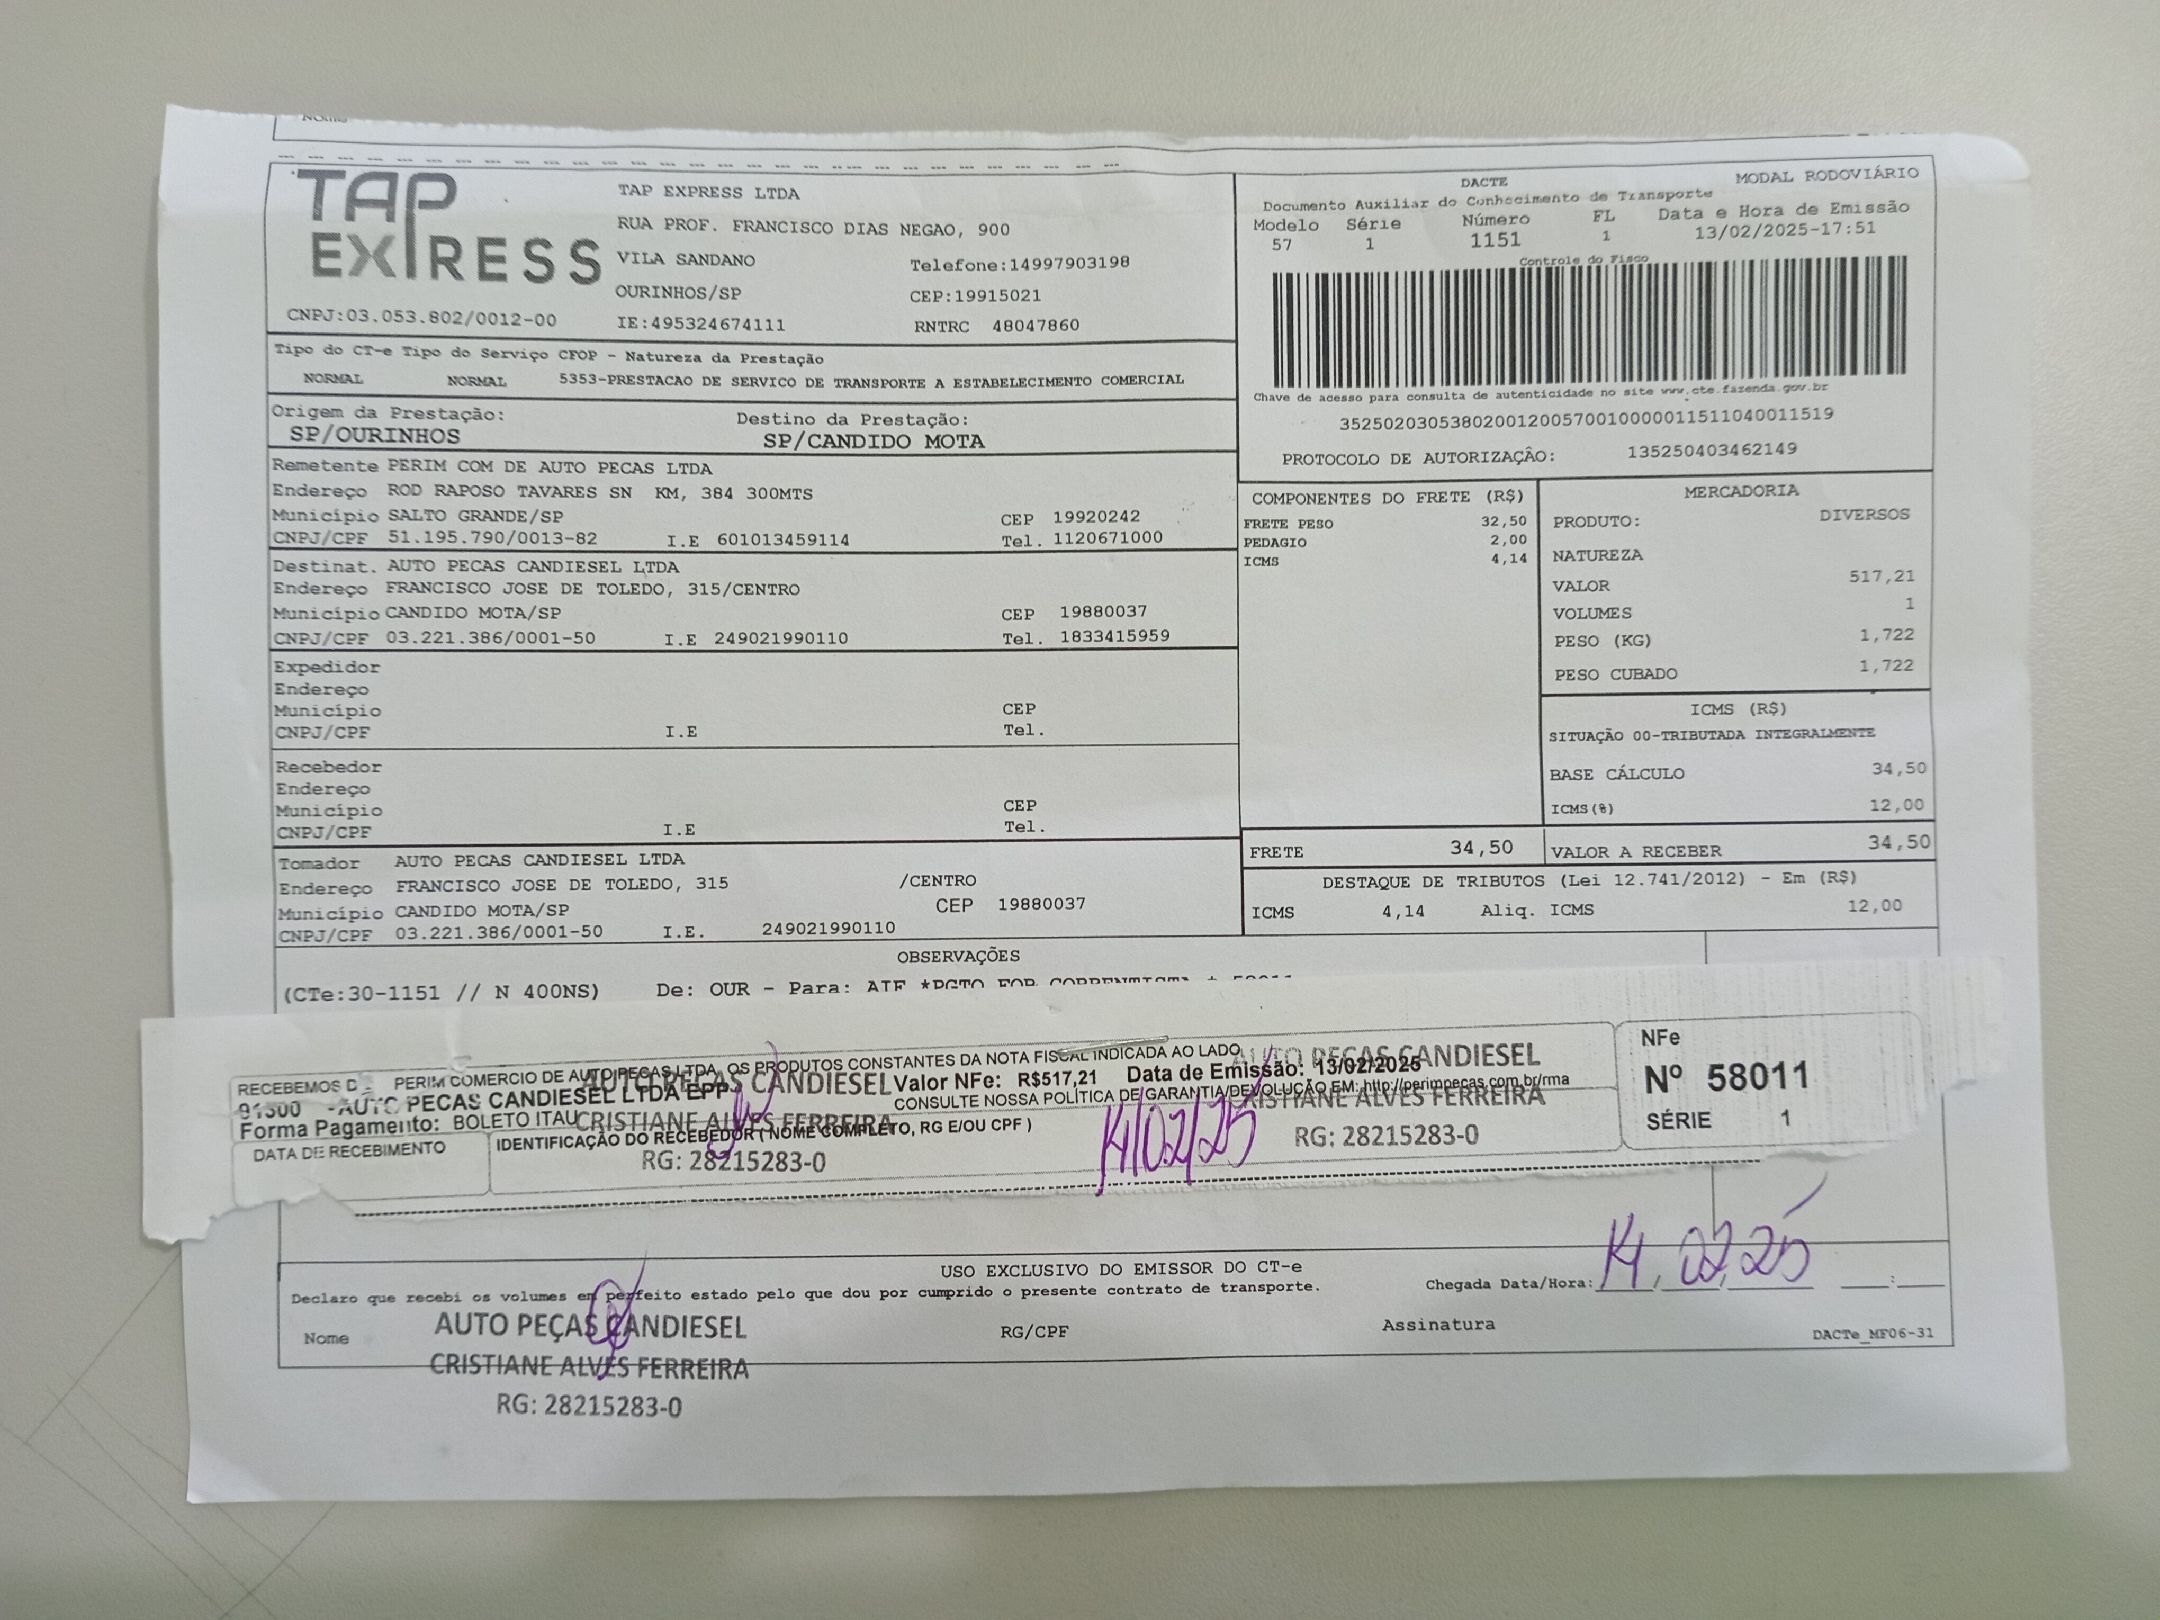 TAP
EXPRESS
CNPJ:03.053.802/0012-00
TAP EXPRESS LTDA
RUA PROF. FRANCISCO DIAS NEGAO, 900
VILA SANDANO Telefone:14997903198
OURINHOS/SP CEP:19915021
IE:495324674111 RNTRC 48047860
DACTE MODAL RODOVIÁRIO
Documento Auxiliar do Conhecimento de Transporte
Modelo Série Número FL Data e Hora de Emissão
57 1 1151 1 13/02/2025-17:51
Controle do Fisco
Chave de acesso para consulta de autenticidade no site www.cte.fazenda.gov.br
35250203053802001200570010000011511040011519
PROTOCOLO DE AUTORIZAÇÃO: 135250403462149
Tipo do CT-e Tipo do Serviço CFOP - Natureza da Prestação
NORMAL NORMAL 5353-PRESTACAO DE SERVICO DE TRANSPORTE A ESTABELECIMENTO COMERCIAL
Origem da Prestação: Destino da Prestação:
SP/OURINHOS SP/CANDIDO MOTA
Remetente PERIM COM DE AUTO PECAS LTDA
Endereço ROD RAPOSO TAVARES SN KM, 384 300MTS
Município SALTO GRANDE/SP CEP 19920242
CNPJ/CPF 51.195.790/0013-82 I.E 601013459114 Tel. 1120671000
Destinat. AUTO PECAS CANDIESEL LTDA
Endereço FRANCISCO JOSE DE TOLEDO, 315/CENTRO
Município CANDIDO MOTA/SP CEP 19880037
CNPJ/CPF 03.221.386/0001-50 I.E 249021990110 Tel. 1833415959
Expedidor
Endereço
Município CEP
CNPJ/CPF I.E Tel.
Recebedor
Endereço
Município CEP
CNPJ/CPF I.E Tel.
Tomador AUTO PECAS CANDIESEL LTDA
Endereço FRANCISCO JOSE DE TOLEDO, 315 /CENTRO
Município CANDIDO MOTA/SP CEP 19880037
CNPJ/CPF 03.221.386/0001-50 I.E. 249021990110
COMPONENTES DO FRETE (R$)
FRETE PESO 32,50
PEDAGIO 2,00
ICMS 4,14
MERCADORIA
PRODUTO: DIVERSOS
NATUREZA
VALOR 517,21
VOLUMES 1
PESO (KG) 1,722
PESO CUBADO 1,722
ICMS (R$)
SITUAÇÃO 00-TRIBUTADA INTEGRALMENTE
BASE CÁLCULO 34,50
ICMS(%) 12,00
FRETE 34,50 VALOR A RECEBER 34,50
DESTAQUE DE TRIBUTOS (Lei 12.741/2012) - Em (R$)
ICMS 4,14 Aliq. ICMS 12,00
OBSERVAÇÕES
(CTe:30-1151 // N 400NS) De: OUR - Para: ATF *PGTO FOB CORRENTISTA
RECEBEMOS DE PERIM COMERCIO DE AUTO PECAS LTDA, OS PRODUTOS CONSTANTES DA NOTA FISCAL INDICADA AO LADO
91300 -AUTO PECAS CANDIESEL LTDA EPP Valor NFe: R$517,21 Data de Emissão: 13/02/2025
Forma Pagamento: BOLETO ITAU CONSULTE NOSSA POLÍTICA DE GARANTIA/DEVOLUÇÃO EM: http://perimpecas.com.br/rma
DATA DE RECEBIMENTO IDENTIFICAÇÃO DO RECEBEDOR ( NOME COMPLETO, RG E/OU CPF )
AUTO PEÇAS CANDIESEL
CRISTIANE ALVES FERREIRA
RG: 28215283-0
14/02/25
AUTO PEÇAS CANDIESEL
CRISTIANE ALVES FERREIRA
RG: 28215283-0
NFe
Nº 58011
SÉRIE 1
USO EXCLUSIVO DO EMISSOR DO CT-e
Declaro que recebi os volumes em perfeito estado pelo que dou por cumprido o presente contrato de transporte.
Chegada Data/Hora: 14, 02, 25 :
Nome RG/CPF Assinatura DACTe_MF06-31
AUTO PEÇAS CANDIESEL
CRISTIANE ALVES FERREIRA
RG: 28215283-0